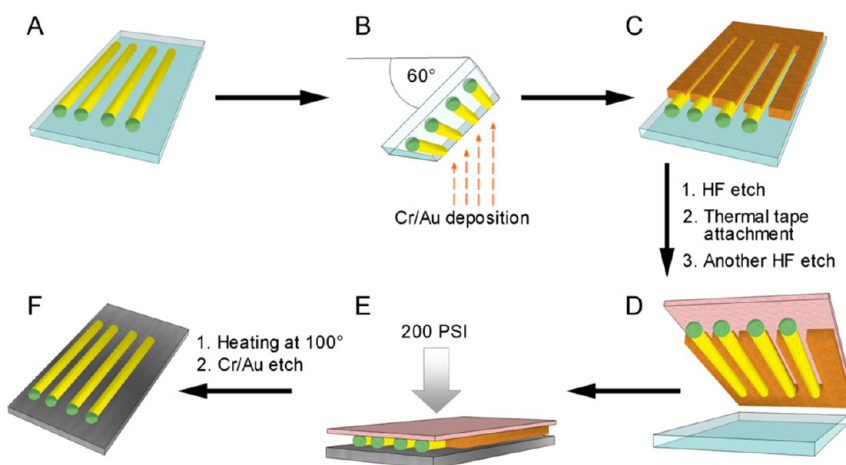 A
B
C
60°
Cr/Au deposition
1. HF etch
2. Thermal tape
attachment
3. Another HF etch
D
E
F
200 PSI
1. Heating at 100°
2. Cr/Au etch